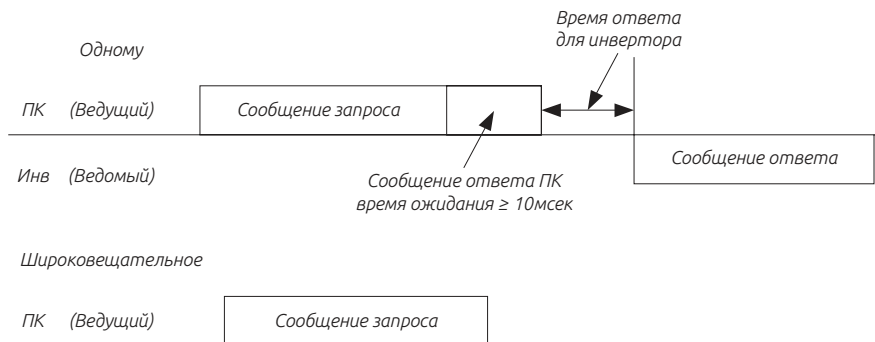 Время ответа
для инвертора
Одному
ПК (Ведущий)
Сообщение запроса
Инв (Ведомый)
Сообщение ответа
Сообщение ответа ПК
время ожидания ≥ 10мсек
Широковещательное
ПК (Ведущий)
Сообщение запроса